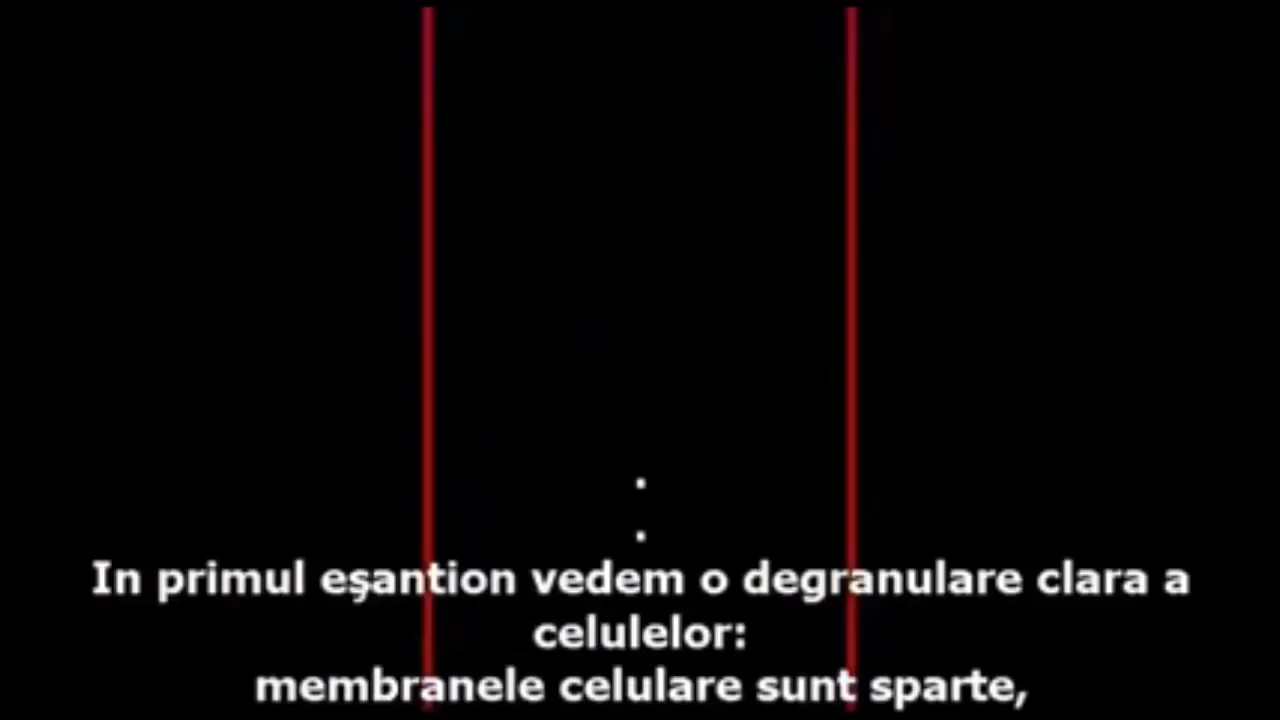 .
.
In primul eşantion vedem o degranulare clara a
celulelor:
membranele celulare sunt sparte,